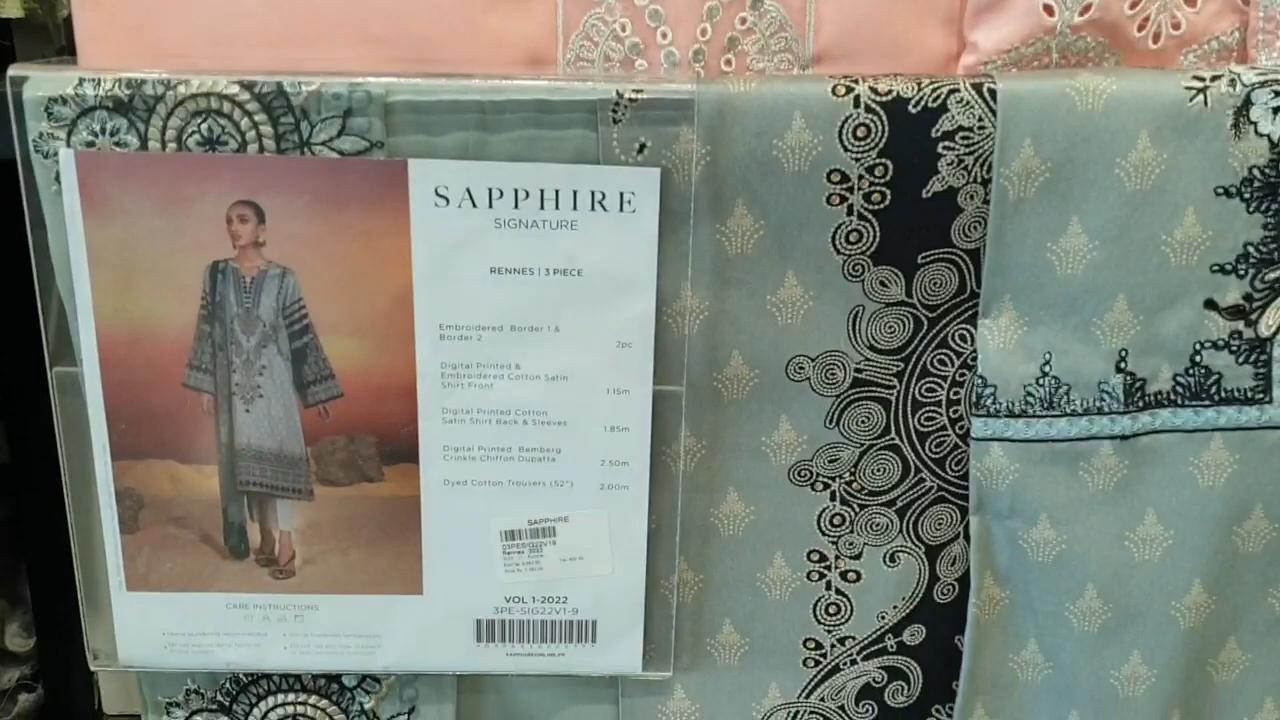 SAPPHIRE
SIGNATURE
RENNES | 3 PIECE
Embroidered Border 1 &
Border 2
2pc
Digital Printed &
Embroidered Cotton Satin
Shirt Front
1.15m
Digital Printed Cotton
Satin Shirt Back & Sleeves
1.85m
Digital Printed Bemberg
Crinkle Chiffon Dupatta
2.50m
Dyed Cotton Trousers (52")
2.00m
SAPPHIRE
03PESIG22V19
Rennes
VOL 1-2022
3PE-SIG22V1-9
CARE INSTRUCTIONS